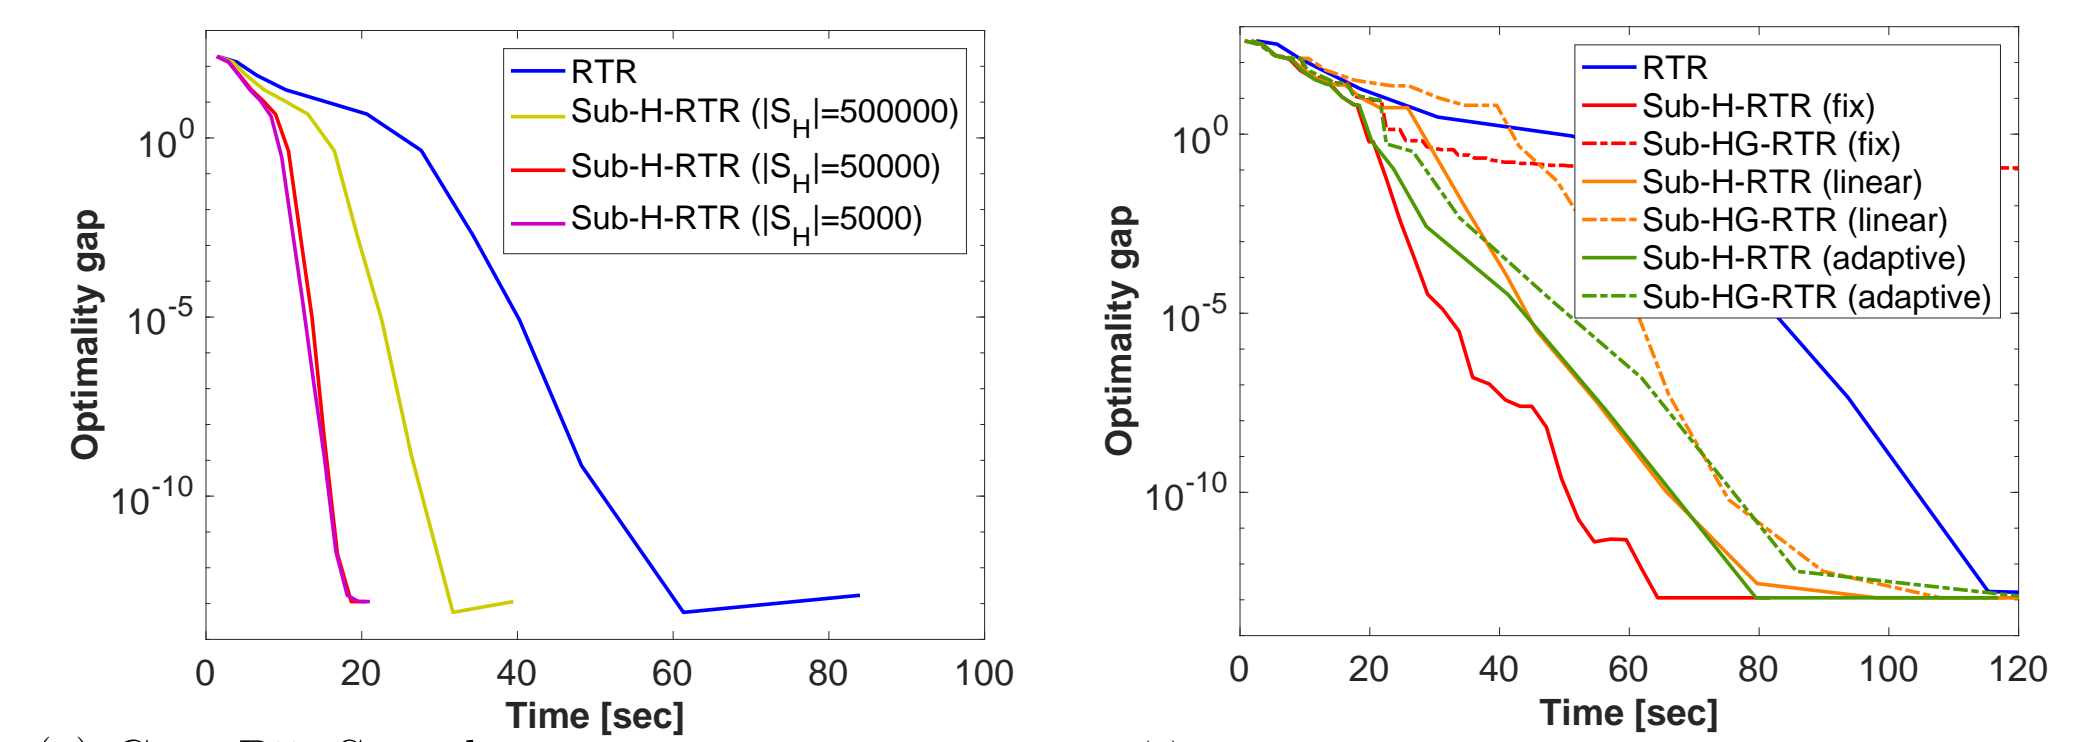 RTR
Sub-H-RTR (|S_H|=500000)
Sub-H-RTR (|S_H|=50000)
Sub-H-RTR (|S_H|=5000)
10^0
10^-5
10^-10
Optimality gap
0 20 40 60 80 100
Time [sec]
RTR
Sub-H-RTR (fix)
Sub-HG-RTR (fix)
Sub-H-RTR (linear)
Sub-HG-RTR (linear)
Sub-H-RTR (adaptive)
Sub-HG-RTR (adaptive)
10^0
10^-5
10^-10
Optimality gap
0 20 40 60 80 100 120
Time [sec]